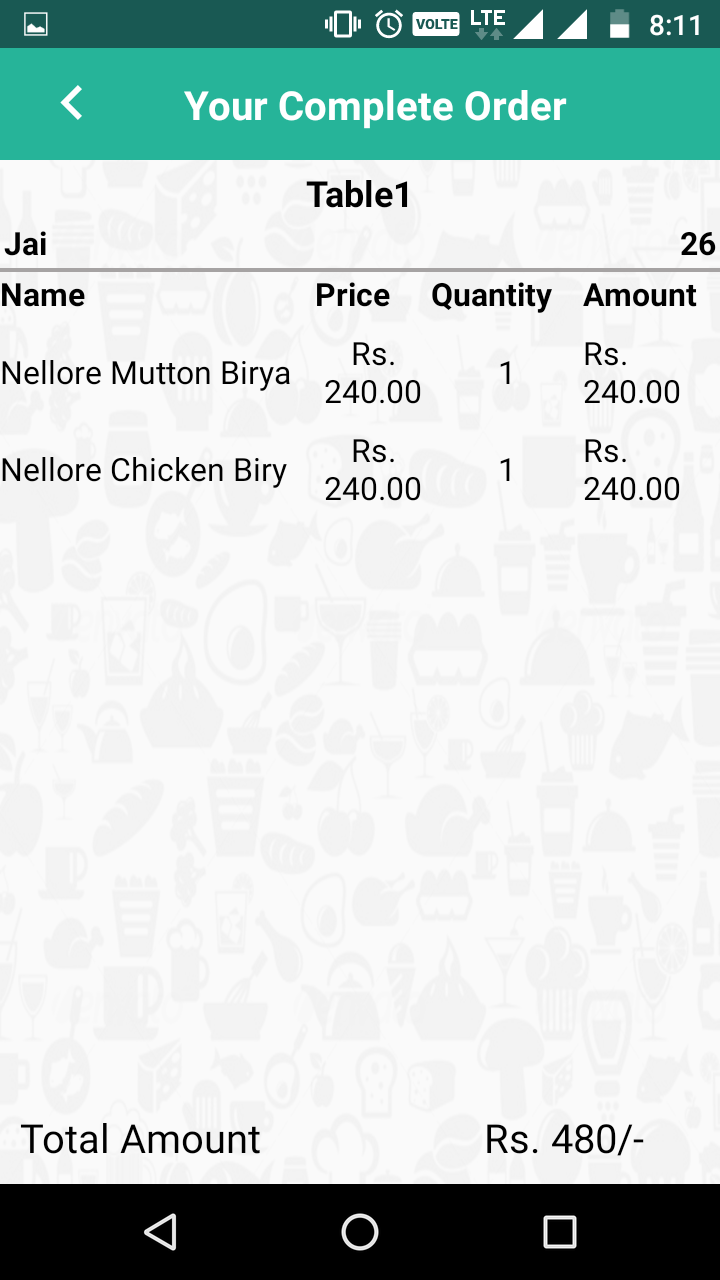 VOLTE LTE 8:11
Your Complete Order
Table1
Jai 26
Name Price Quantity Amount
Nellore Mutton Birya Rs. 240.00 1 Rs. 240.00
Nellore Chicken Biry Rs. 240.00 1 Rs. 240.00
Total Amount Rs. 480/-